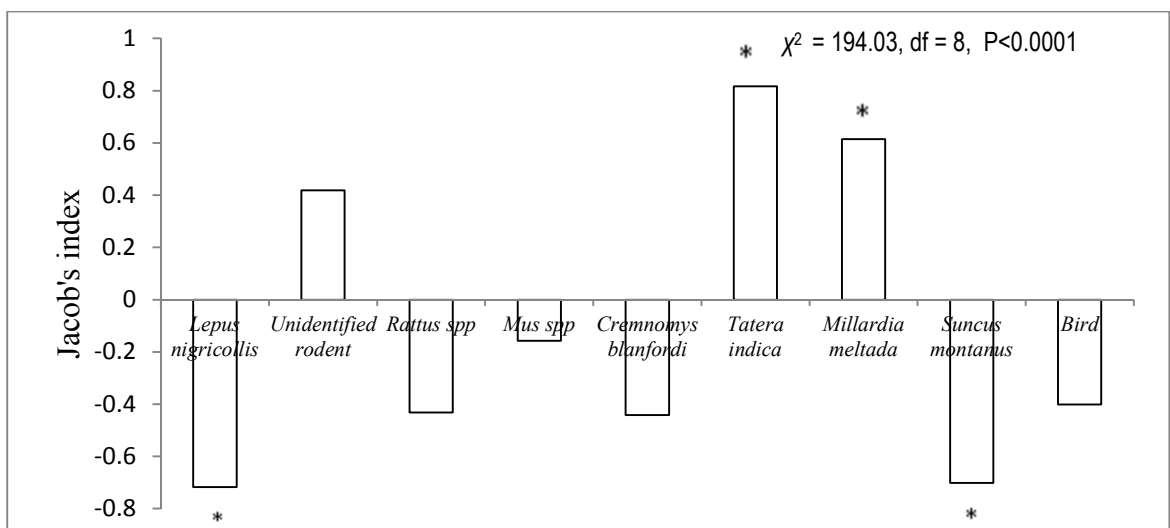 1
* χ² = 194.03, df = 8, P<0.0001
0.8
*
0.6
0.4
0.2
0
Jacob's index
Lepus nigricollis
Unidentified rodent
Rattus spp
Mus spp
Cremnomys blanfordi
Tatera indica
Millardia meltada
Suncus montanus
Bird
-0.2
-0.4
-0.6
-0.8
*
*